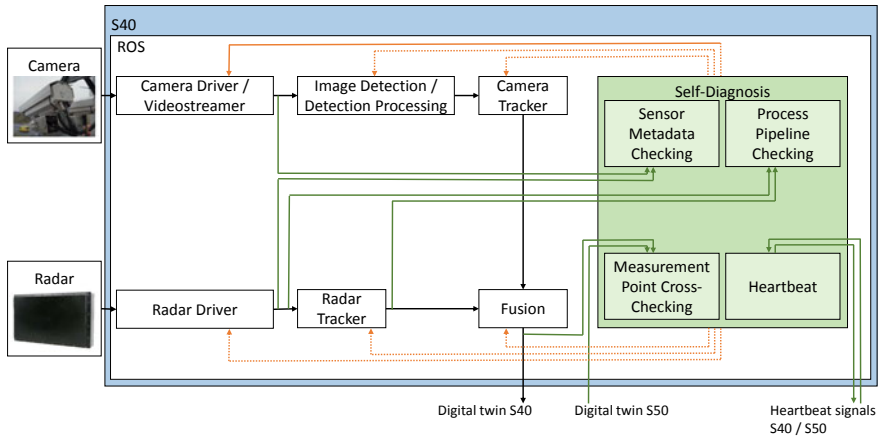 S40
ROS
Camera
Camera Driver /
Videostreamer
Image Detection /
Detection Processing
Camera
Tracker
Self-Diagnosis
Sensor
Metadata
Checking
Process
Pipeline
Checking
Radar
Radar Driver
Radar
Tracker
Fusion
Measurement
Point Cross-
Checking
Heartbeat
Digital twin S40
Digital twin S50
Heartbeat signals
S40 / S50